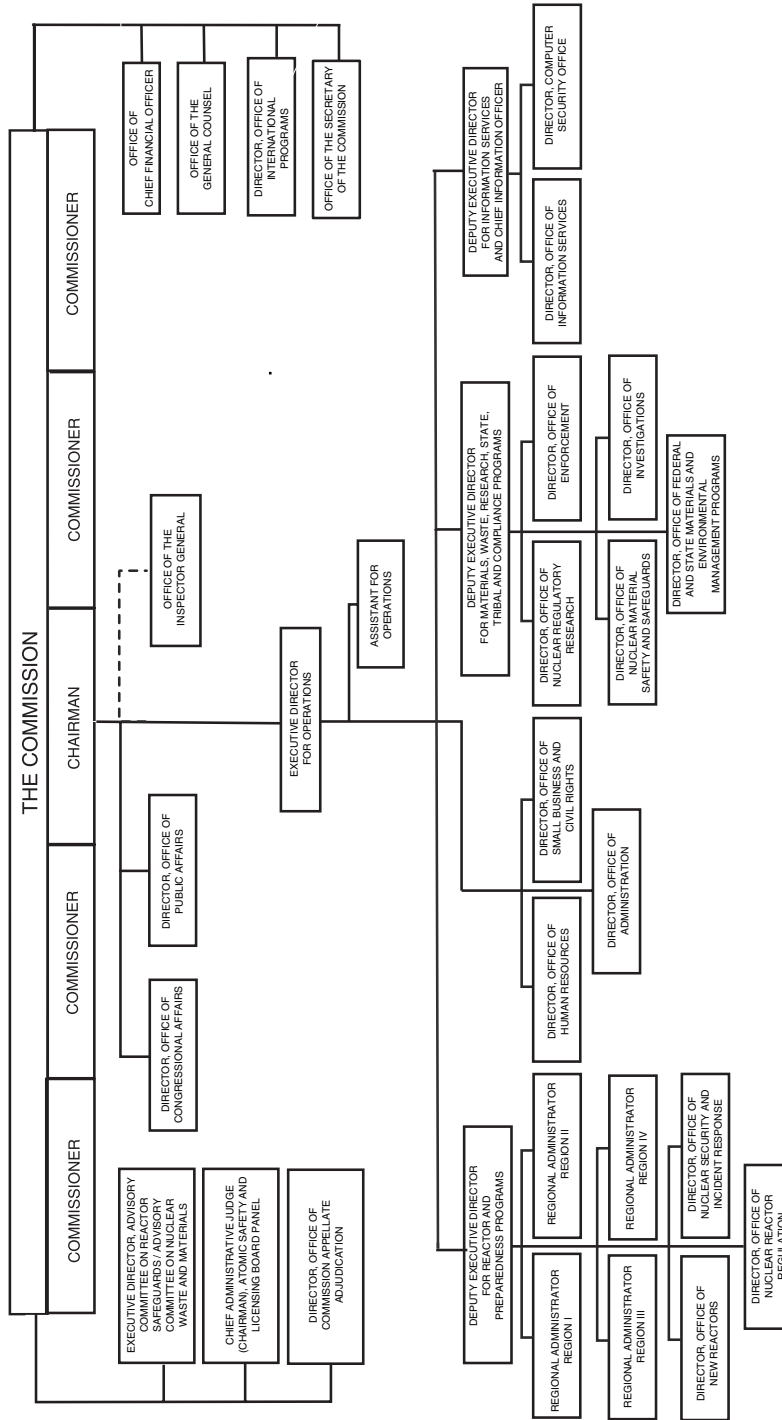 THE COMMISSION
COMMISSIONER
COMMISSIONER
CHAIRMAN
COMMISSIONER
COMMISSIONER
EXECUTIVE DIRECTOR, ADVISORY
COMMITTEE ON REACTOR
SAFEGUARDS / ADVISORY
COMMITTEE ON NUCLEAR
WASTE AND MATERIALS
CHIEF ADMINISTRATIVE JUDGE
(CHAIRMAN), ATOMIC SAFETY AND
LICENSING BOARD PANEL
DIRECTOR, OFFICE OF
COMMISSION APPELLATE
ADJUDICATION
DIRECTOR, OFFICE OF
CONGRESSIONAL AFFAIRS
DIRECTOR, OFFICE OF
PUBLIC AFFAIRS
OFFICE OF THE
INSPECTOR GENERAL
OFFICE OF
CHIEF FINANCIAL OFFICER
OFFICE OF THE
GENERAL COUNSEL
DIRECTOR, OFFICE OF
INTERNATIONAL
PROGRAMS
OFFICE OF THE SECRETARY
OF THE COMMISSION
EXECUTIVE DIRECTOR
FOR OPERATIONS
ASSISTANT FOR
OPERATIONS
DEPUTY EXECUTIVE DIRECTOR
FOR REACTOR AND
PREPAREDNESS PROGRAMS
REGIONAL ADMINISTRATOR
REGION I
REGIONAL ADMINISTRATOR
REGION II
REGIONAL ADMINISTRATOR
REGION III
REGIONAL ADMINISTRATOR
REGION IV
DIRECTOR, OFFICE OF
NEW REACTORS
DIRECTOR, OFFICE OF
NUCLEAR SECURITY AND
INCIDENT RESPONSE
DIRECTOR, OFFICE OF
NUCLEAR REACTOR
REGULATION
DIRECTOR, OFFICE OF
HUMAN RESOURCES
DIRECTOR, OFFICE OF
SMALL BUSINESS AND
CIVIL RIGHTS
DIRECTOR, OFFICE OF
ADMINISTRATION
DEPUTY EXECUTIVE DIRECTOR
FOR MATERIALS, WASTE, RESEARCH, STATE,
TRIBAL AND COMPLIANCE PROGRAMS
DIRECTOR, OFFICE OF
NUCLEAR REGULATORY
RESEARCH
DIRECTOR, OFFICE OF
ENFORCEMENT
DIRECTOR, OFFICE OF
NUCLEAR MATERIAL
SAFETY AND SAFEGUARDS
DIRECTOR, OFFICE OF
INVESTIGATIONS
DIRECTOR, OFFICE OF FEDERAL
AND STATE MATERIALS AND
ENVIRONMENTAL
MANAGEMENT PROGRAMS
DEPUTY EXECUTIVE DIRECTOR
FOR INFORMATION SERVICES
AND CHIEF INFORMATION OFFICER
DIRECTOR, OFFICE OF
INFORMATION SERVICES
DIRECTOR, COMPUTER
SECURITY OFFICE